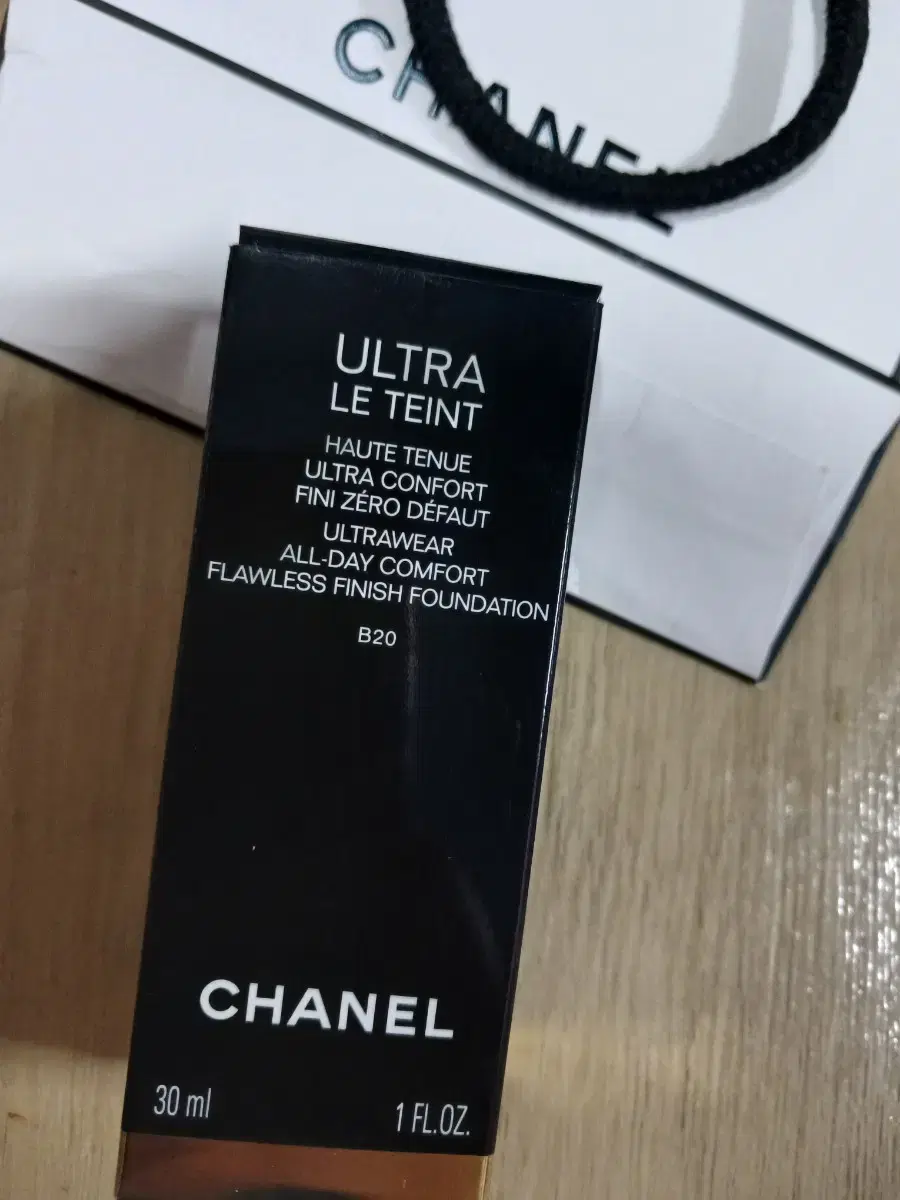 CHANEL
ULTRA
LE TEINT
HAUTE TENUE
ULTRA CONFORT
FINI ZÉRO DÉFAUT
ULTRAWEAR
ALL-DAY COMFORT
FLAWLESS FINISH FOUNDATION
B20
CHANEL
30 ml
1 FL.OZ.